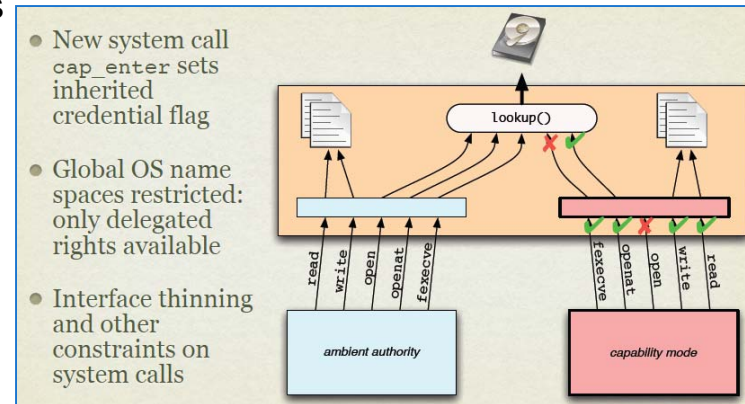 s
New system call
cap_enter sets
inherited
credential flag
Global OS name
spaces restricted:
only delegated
rights available
Interface thinning
and other
constraints on
system calls
lookup()
read
write
open
openat
fexecve
fexecve
openat
open
write
read
ambient authority
capability mode